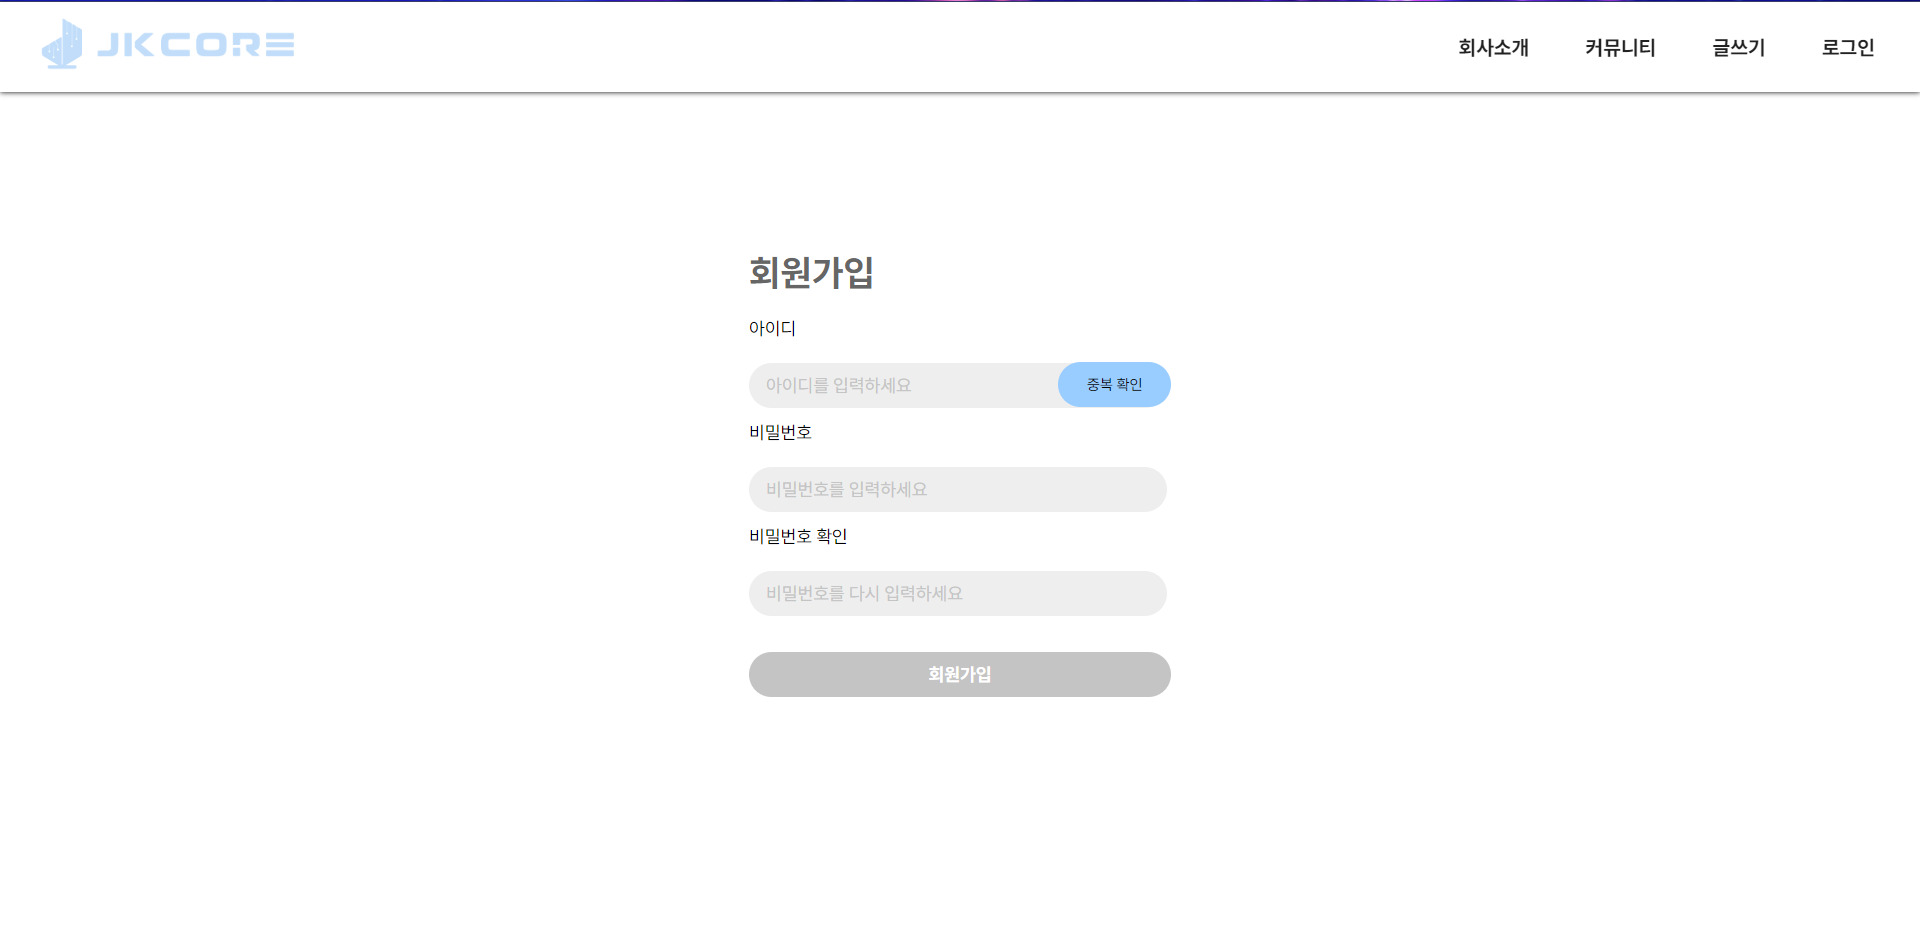 JKCORE
회사소개 커뮤니티 글쓰기 로그인
회원가입
아이디
아이디를 입력하세요 중복 확인
비밀번호
비밀번호를 입력하세요
비밀번호 확인
비밀번호를 다시 입력하세요
회원가입